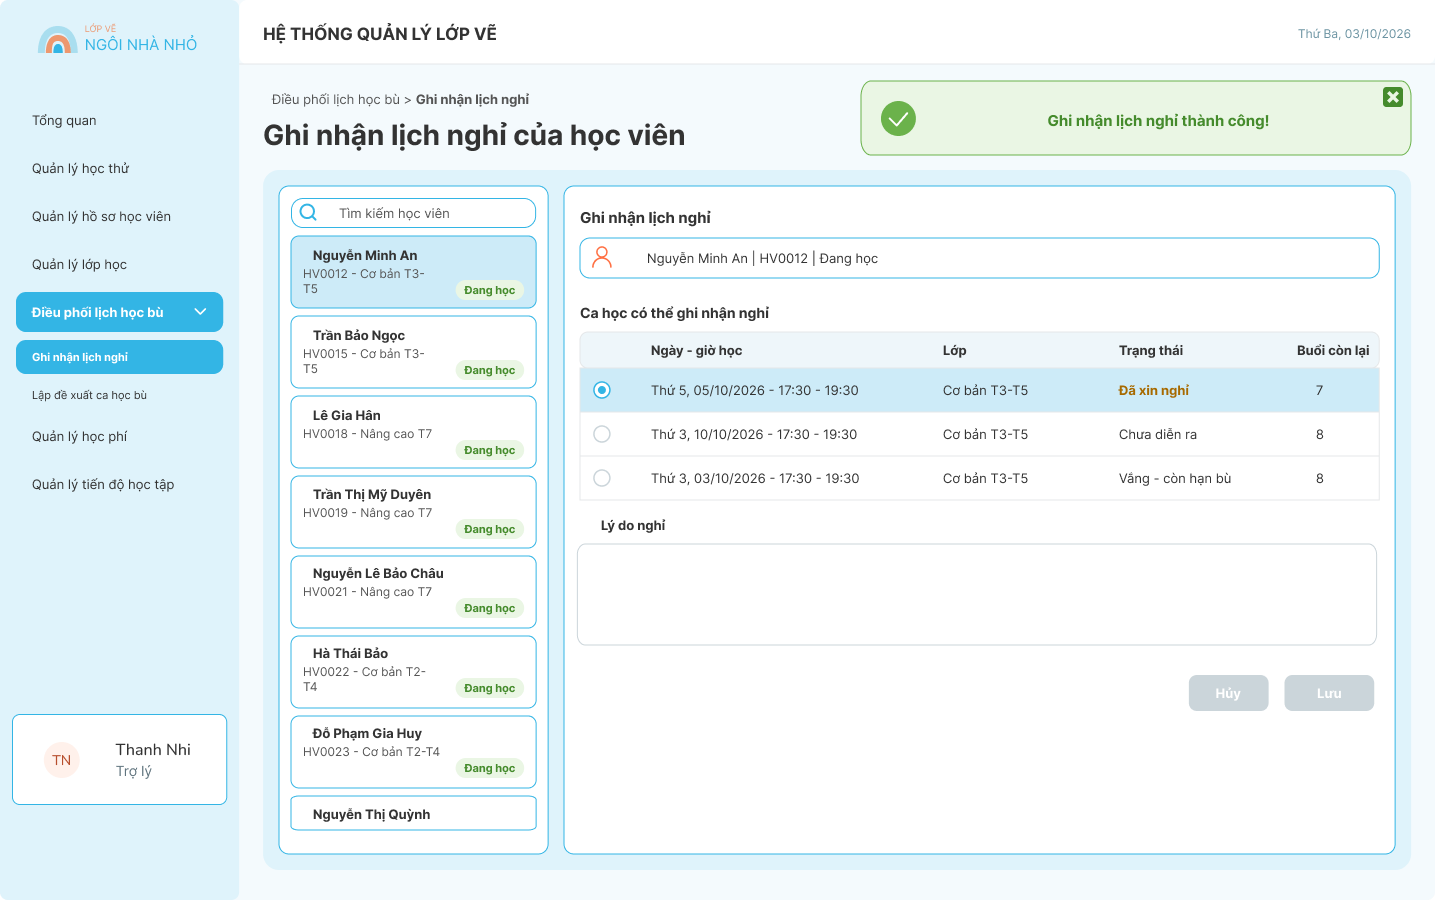 LỚP VẼ
NGÔI NHÀ NHỎ
HỆ THỐNG QUẢN LÝ LỚP VẼ
Thứ Ba, 03/10/2026
Tổng quan
Quản lý học thử
Quản lý hồ sơ học viên
Quản lý lớp học
Điều phối lịch học bù
Ghi nhận lịch nghỉ
Lập đề xuất ca học bù
Quản lý học phí
Quản lý tiến độ học tập
TN
Thanh Nhi
Trợ lý
Điều phối lịch học bù > Ghi nhận lịch nghỉ
Ghi nhận lịch nghỉ của học viên
Ghi nhận lịch nghỉ thành công!
Tìm kiếm học viên
Nguyễn Minh An
HV0012 - Cơ bản T3-
T5
Đang học
Trần Bảo Ngọc
HV0015 - Cơ bản T3-
T5
Đang học
Lê Gia Hân
HV0018 - Nâng cao T7
Đang học
Trần Thị Mỹ Duyên
HV0019 - Nâng cao T7
Đang học
Nguyễn Lê Bảo Châu
HV0021 - Nâng cao T7
Đang học
Hà Thái Bảo
HV0022 - Cơ bản T2-
T4
Đang học
Đỗ Phạm Gia Huy
HV0023 - Cơ bản T2-T4
Đang học
Nguyễn Thị Quỳnh
Ghi nhận lịch nghỉ
Nguyễn Minh An | HV0012 | Đang học
Ca học có thể ghi nhận nghỉ
Ngày - giờ học Lớp Trạng thái Buổi còn lại
Thứ 5, 05/10/2026 - 17:30 - 19:30 Cơ bản T3-T5 Đã xin nghỉ 7
Thứ 3, 10/10/2026 - 17:30 - 19:30 Cơ bản T3-T5 Chưa diễn ra 8
Thứ 3, 03/10/2026 - 17:30 - 19:30 Cơ bản T3-T5 Vắng - còn hạn bù 8
Lý do nghỉ
Hủy
Lưu